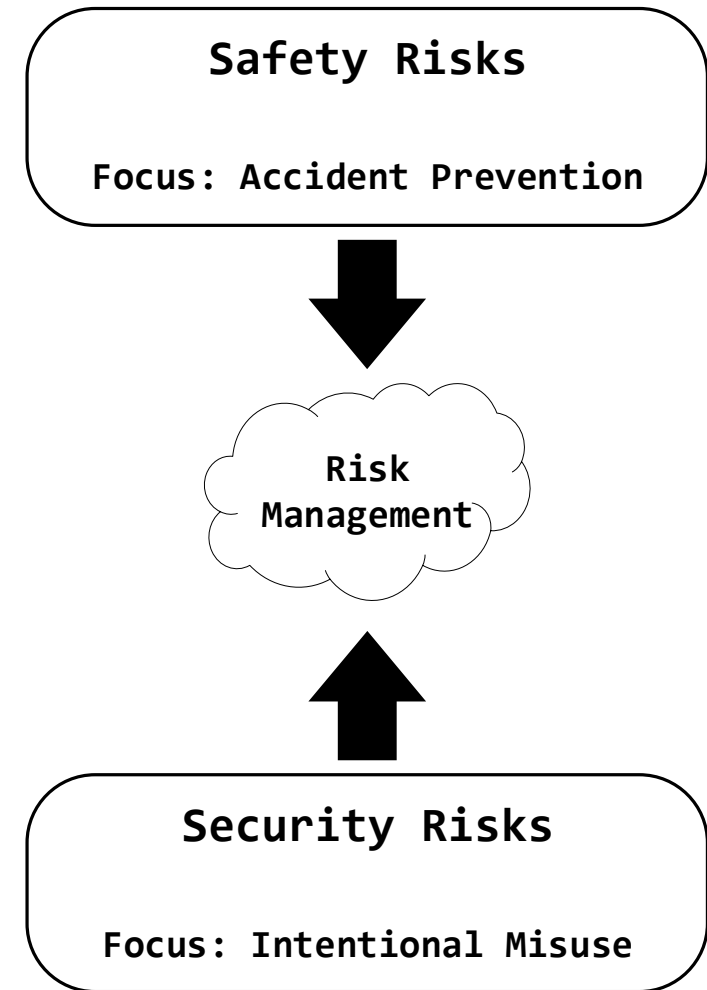 Safety Risks
Focus: Accident Prevention
Risk
Management
Security Risks
Focus: Intentional Misuse